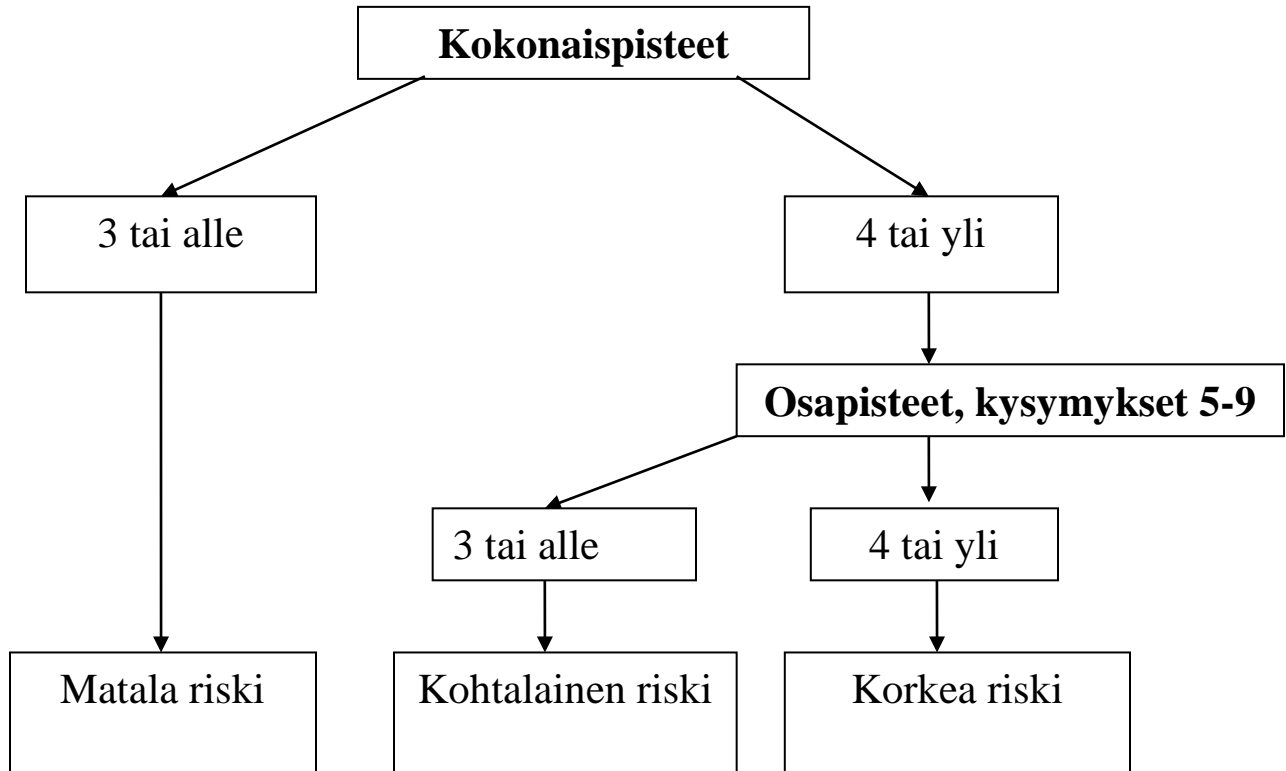 Kokonaispisteet
3 tai alle
4 tai yli
Osapisteet, kysymykset 5-9
3 tai alle
4 tai yli
Matala riski
Kohtalainen riski
Korkea riski